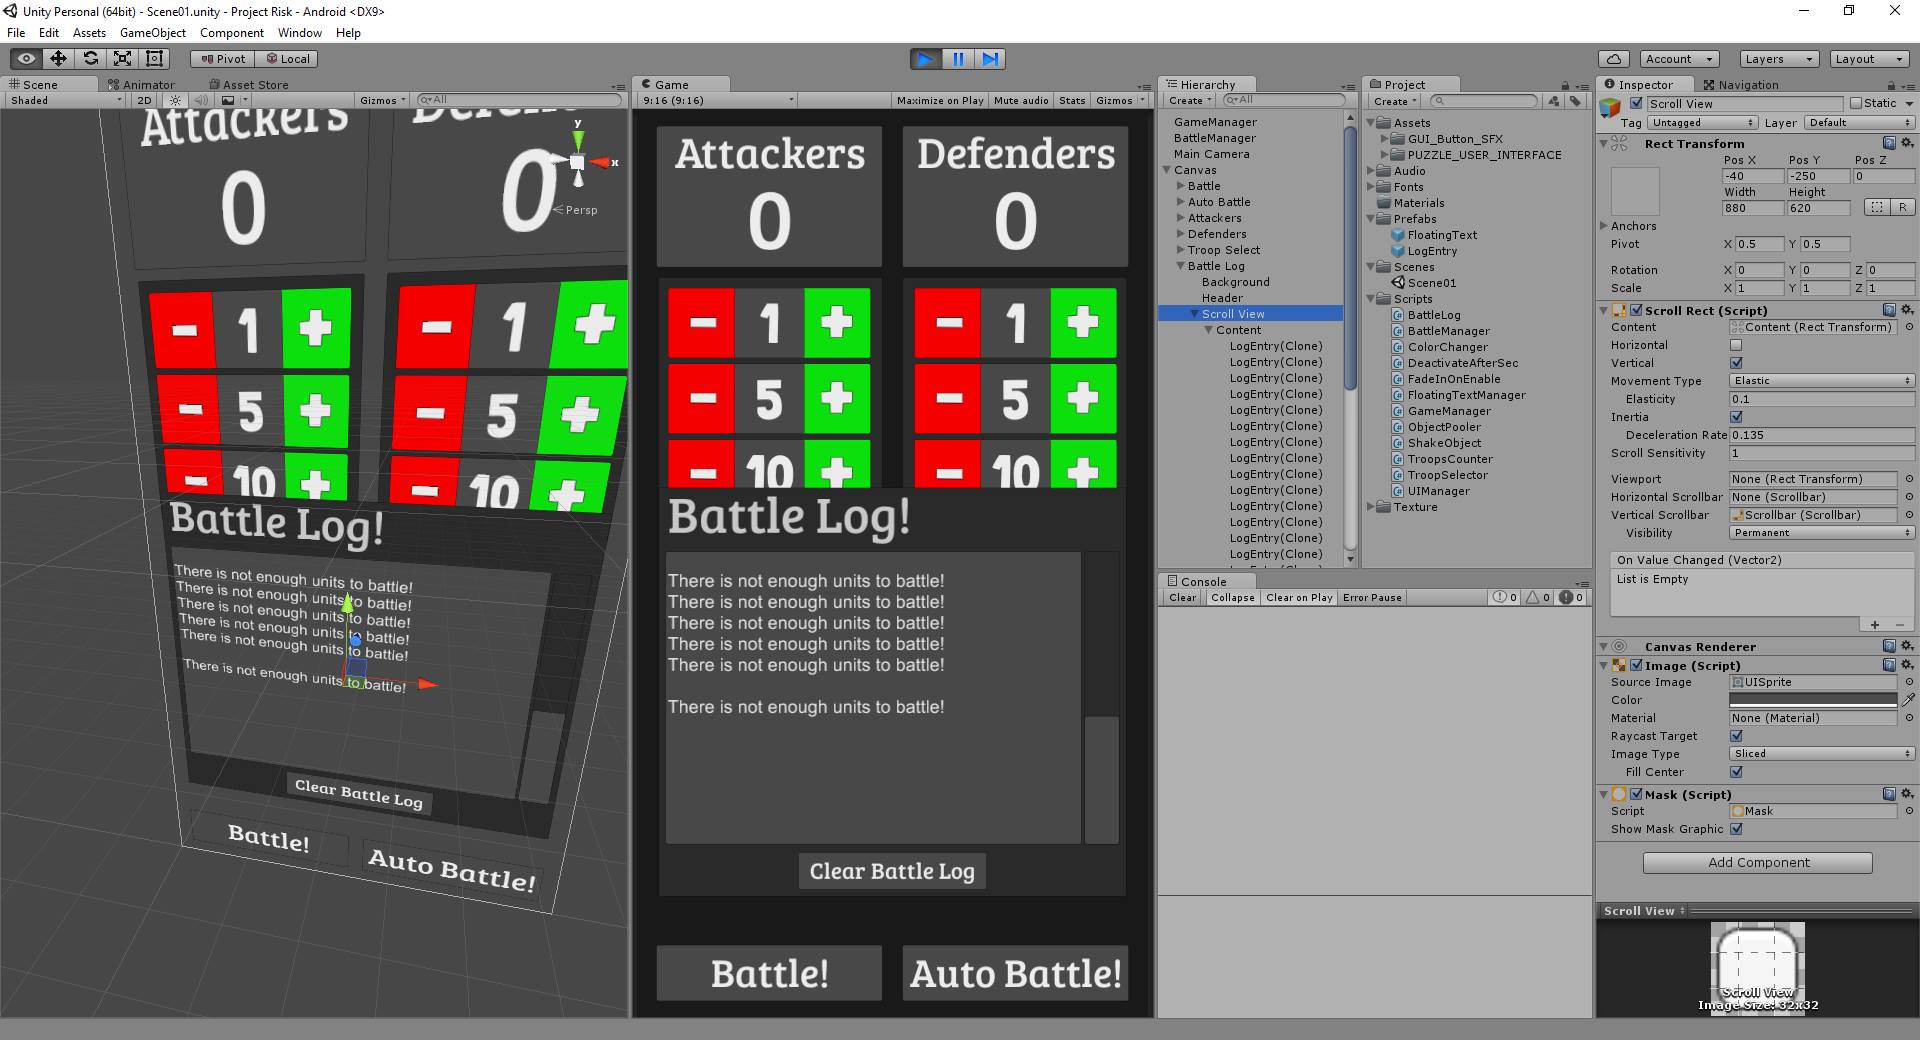 Unity Personal (64bit) - Scene01.unity - Project Risk - Android <DX9>
File Edit Assets GameObject Component Window Help
Pivot Local
Account Layers Layout
Scene Animator Asset Store
Shaded 2D Gizmos All
Attackers
Defen
0 0
y
x
Persp
- 1 + - 1 +
- 5 + - 5 +
- 10 + - 10 +
Battle Log!
There is not enough units to battle!
There is not enough units to battle!
There is not enough units to battle!
There is not enough units to battle!
There is not enough units to battle!
There is not enough units to battle!
Clear Battle Log
Battle! Auto Battle!
Game
9:16 (9:16) Maximize on Play Mute audio Stats Gizmos
Attackers Defenders
0 0
- 1 + - 1 +
- 5 + - 5 +
- 10 + - 10 +
Battle Log!
There is not enough units to battle!
There is not enough units to battle!
There is not enough units to battle!
There is not enough units to battle!
There is not enough units to battle!
There is not enough units to battle!
Clear Battle Log
Battle! Auto Battle!
Hierarchy
Create All
GameManager
BattleManager
Main Camera
Canvas
Battle
Auto Battle
Attackers
Defenders
Troop Select
Battle Log
Background
Header
Scroll View
Content
LogEntry(Clone)
LogEntry(Clone)
LogEntry(Clone)
LogEntry(Clone)
LogEntry(Clone)
LogEntry(Clone)
LogEntry(Clone)
LogEntry(Clone)
LogEntry(Clone)
LogEntry(Clone)
LogEntry(Clone)
LogEntry(Clone)
LogEntry(Clone)
LogEntry(Clone)
Project
Create
Assets
GUI_Button_SFX
PUZZLE_USER_INTERFACE
Audio
Fonts
Materials
Prefabs
FloatingText
LogEntry
Scenes
Scene01
Scripts
BattleLog
BattleManager
ColorChanger
DeactivateAfterSec
FadeInOnEnable
FloatingTextManager
GameManager
ObjectPooler
ShakeObject
TroopsCounter
TroopSelector
UIManager
Texture
Console
Clear Collapse Clear on Play Error Pause 0 0 0
Inspector Navigation
Scroll View Static
Tag Untagged Layer Default
Rect Transform
Pos X Pos Y Pos Z
-40 -250 0
Width Height
880 620 R
Anchors
Pivot X 0.5 Y 0.5
Rotation X 0 Y 0 Z 0
Scale X 1 Y 1 Z 1
Scroll Rect (Script)
Content Content (Rect Transform)
Horizontal
Vertical
Movement Type Elastic
Elasticity 0.1
Inertia
Deceleration Rate 0.135
Scroll Sensitivity 1
Viewport None (Rect Transform)
Horizontal Scrollbar None (Scrollbar)
Vertical Scrollbar Scrollbar (Scrollbar)
Visibility Permanent
On Value Changed (Vector2)
List is Empty
+ -
Canvas Renderer
Image (Script)
Source Image UISprite
Color
Material None (Material)
Raycast Target
Image Type Sliced
Fill Center
Mask (Script)
Script Mask
Show Mask Graphic
Add Component
Scroll View
Scroll View
Image Size: 32x32